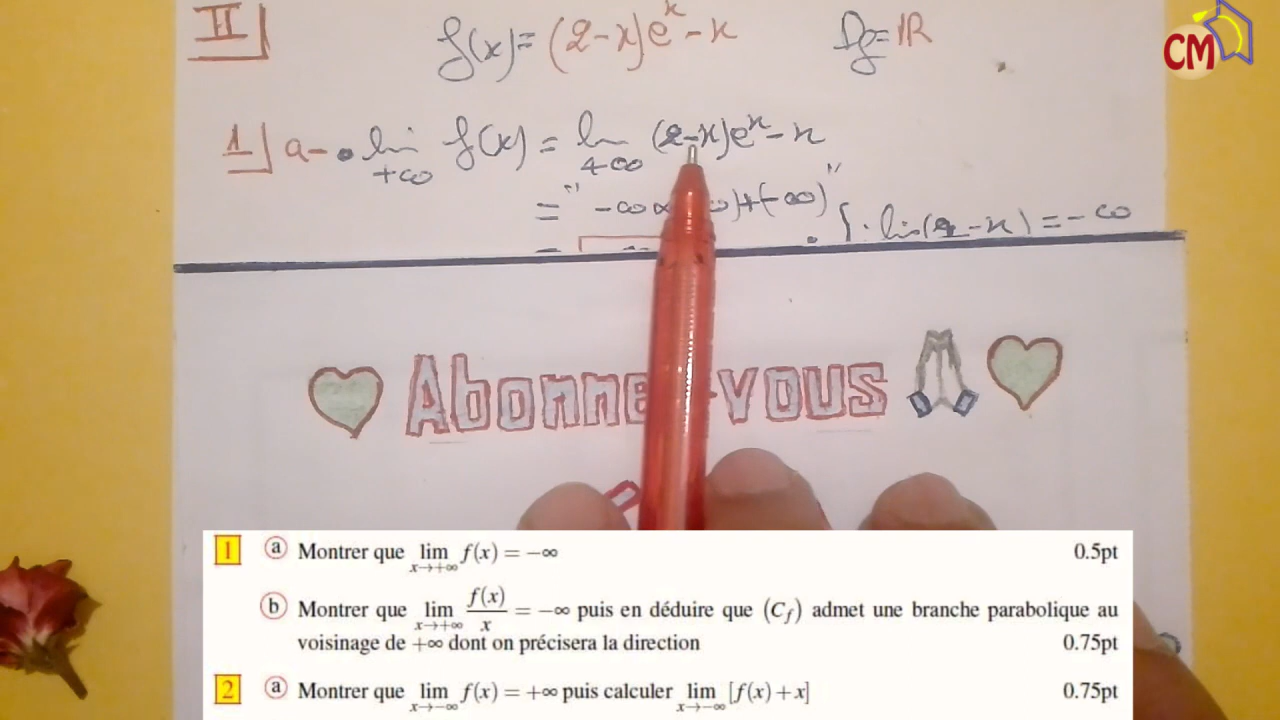 II] f(x)=(2-x)e^x-x Df=IR
CM
1] a- • lim f(x) = lim (2-x)e^x-x
+∞ +∞
= "-∞× ∞)+(-∞)"
= • { • lim(2-x)=-∞
Abonne -vous
1 a Montrer que lim f(x) = −∞ 0.5pt
x→+∞
b Montrer que lim f(x)/x = −∞ puis en déduire que (Cf) admet une branche parabolique au
x→+∞
voisinage de +∞ dont on précisera la direction 0.75pt
2 a Montrer que lim f(x) = +∞ puis calculer lim [f(x)+x] 0.75pt
x→−∞ x→−∞